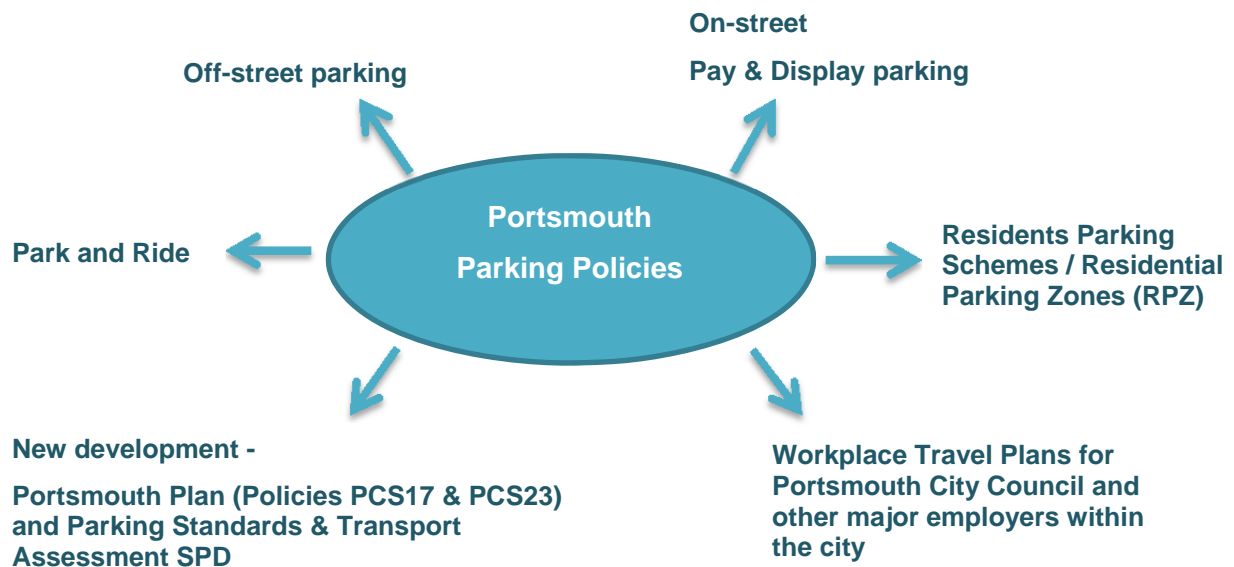 On-street
Pay & Display parking
Off-street parking
Portsmouth
Parking Policies
Park and Ride
Residents Parking
Schemes / Residential
Parking Zones (RPZ)
New development -
Portsmouth Plan (Policies PCS17 & PCS23)
and Parking Standards & Transport
Assessment SPD
Workplace Travel Plans for
Portsmouth City Council and
other major employers within
the city